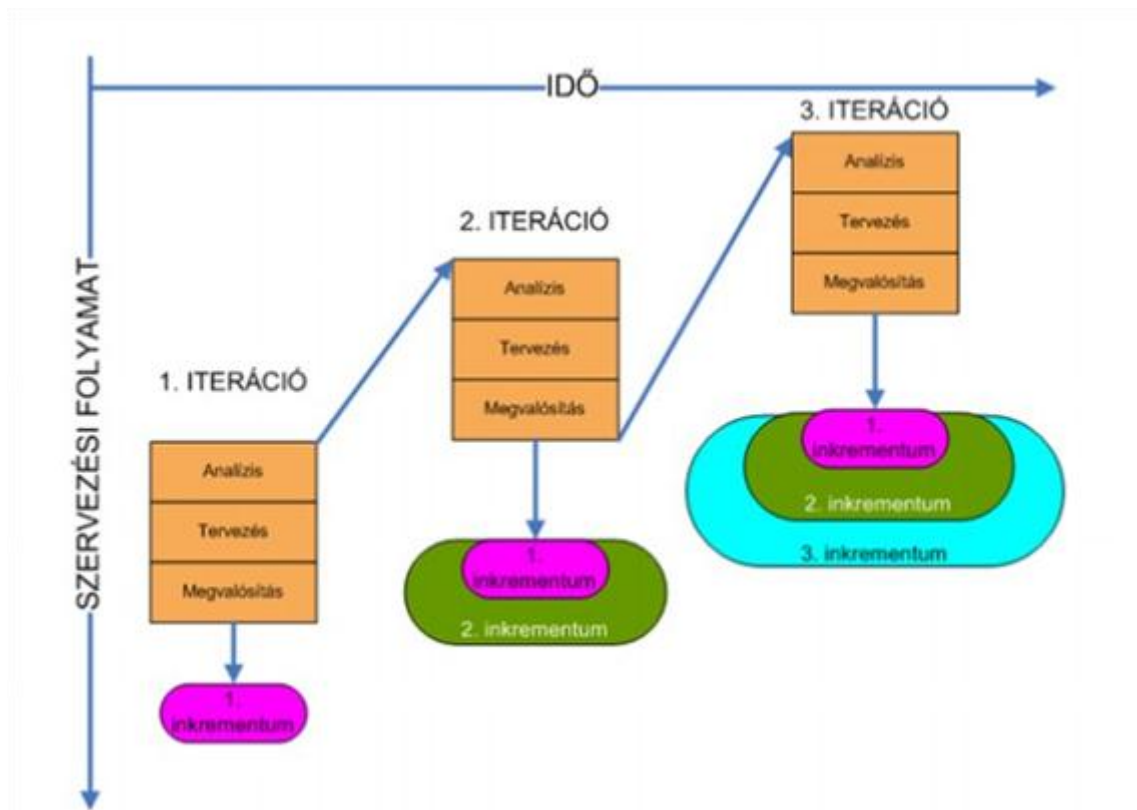 IDŐ
SZERVEZÉSI FOLYAMAT
1. ITERÁCIÓ
Analízis
Tervezés
Megvalósítás
1.
inkrementum
2. ITERÁCIÓ
Analízis
Tervezés
Megvalósítás
1.
inkrementum
2. inkrementum
3. ITERÁCIÓ
Analízis
Tervezés
Megvalósítás
1.
inkrementum
2. inkrementum
3. inkrementum